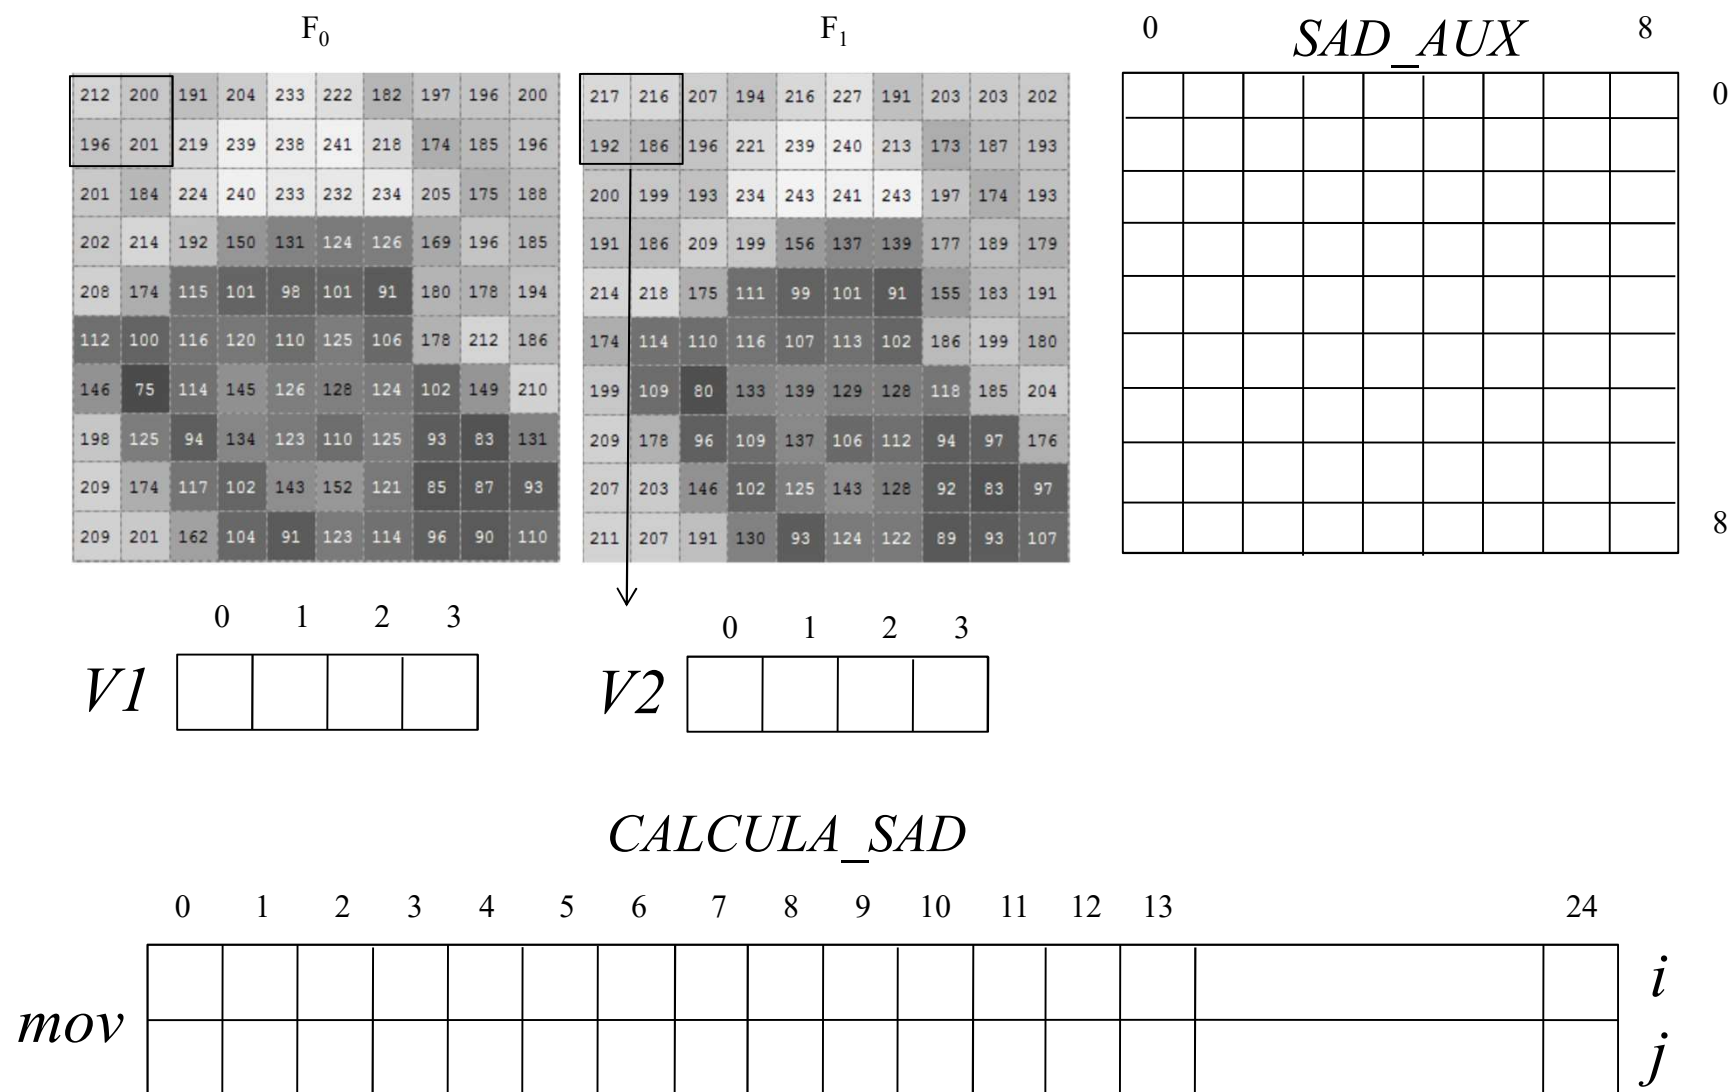 F0 F1 0 SAD_AUX 8
212 200 191 204 233 222 182 197 196 200 217 216 207 194 216 227 191 203 203 202 0
196 201 219 239 238 241 218 174 185 196 192 186 196 221 239 240 213 173 187 193
201 184 224 240 233 232 234 205 175 188 200 199 193 234 243 241 243 197 174 193
202 214 192 150 131 124 126 169 196 185 191 186 209 199 156 137 139 177 189 179
208 174 115 101 98 101 91 180 178 194 214 218 175 111 99 101 91 155 183 191
112 100 116 120 110 125 106 178 212 186 174 114 110 116 107 113 102 186 199 180
146 75 114 145 126 128 124 102 149 210 199 109 80 133 139 129 128 118 185 204
198 125 94 134 123 110 125 93 83 131 209 178 96 109 137 106 112 94 97 176
209 174 117 102 143 152 121 85 87 93 207 203 146 102 125 143 128 92 83 97 8
209 201 162 104 91 123 114 96 90 110 211 207 191 130 93 124 122 89 93 107
0 1 2 3 0 1 2 3
V1 V2
CALCULA_SAD
0 1 2 3 4 5 6 7 8 9 10 11 12 13 24
i
mov
j